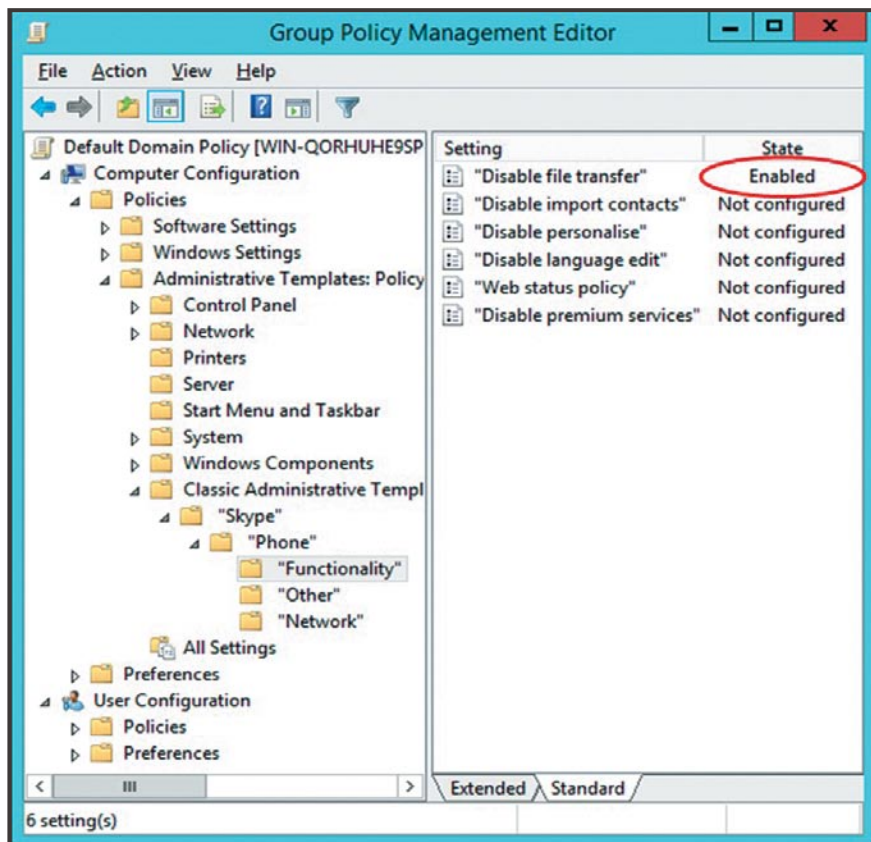 Group Policy Management Editor
File Action View Help
Default Domain Policy [WIN-QORHUHE9SP
Computer Configuration
Policies
Software Settings
Windows Settings
Administrative Templates: Policy
Control Panel
Network
Printers
Server
Start Menu and Taskbar
System
Windows Components
Classic Administrative Templ
"Skype"
"Phone"
"Functionality"
"Other"
"Network"
All Settings
Preferences
User Configuration
Policies
Preferences
Setting State
"Disable file transfer" Enabled
"Disable import contacts" Not configured
"Disable personalise" Not configured
"Disable language edit" Not configured
"Web status policy" Not configured
"Disable premium services" Not configured
Extended Standard
6 setting(s)